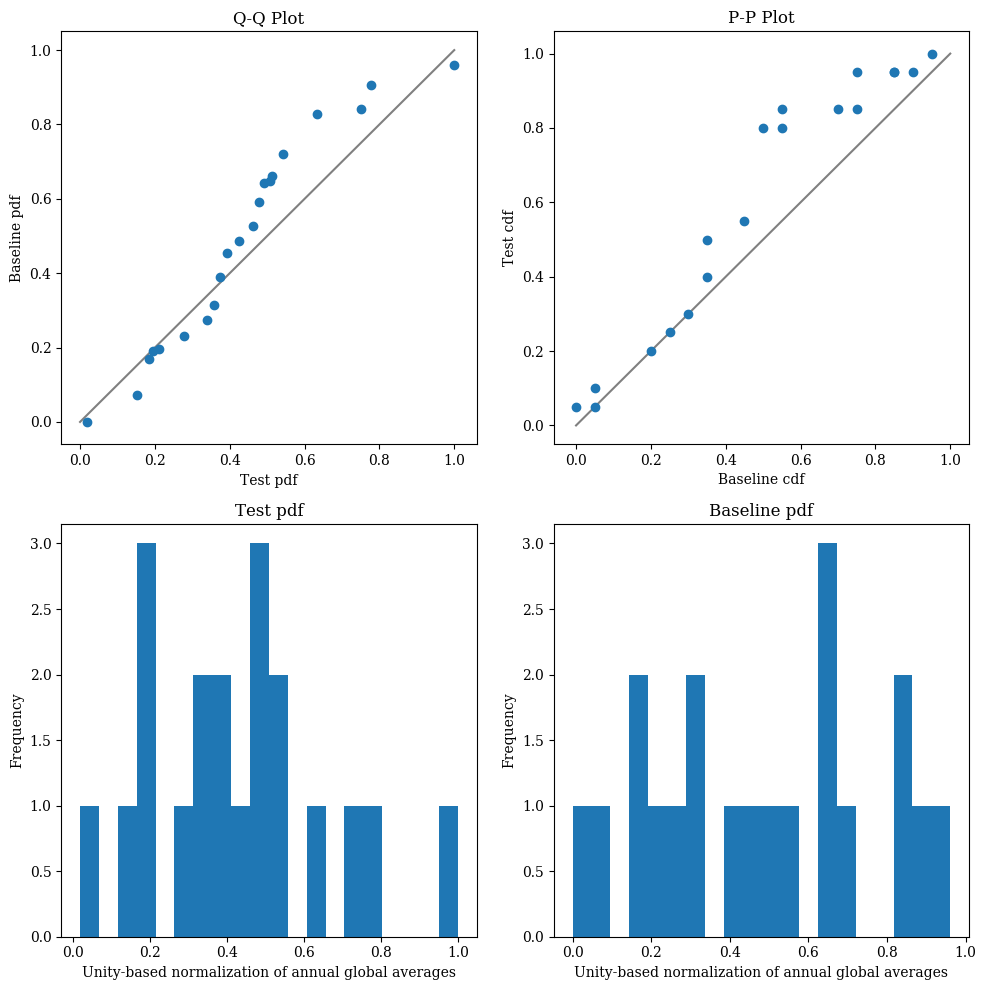 Q-Q Plot
1.0
0.8
0.6
0.4
0.2
0.0
Baseline pdf
0.0 0.2 0.4 0.6 0.8 1.0
Test pdf
P-P Plot
1.0
0.8
0.6
0.4
0.2
0.0
Test cdf
0.0 0.2 0.4 0.6 0.8 1.0
Baseline cdf
Test pdf
3.0
2.5
2.0
1.5
1.0
0.5
0.0
Frequency
0.0 0.2 0.4 0.6 0.8 1.0
Unity-based normalization of annual global averages
Baseline pdf
3.0
2.5
2.0
1.5
1.0
0.5
0.0
Frequency
0.0 0.2 0.4 0.6 0.8 1.0
Unity-based normalization of annual global averages